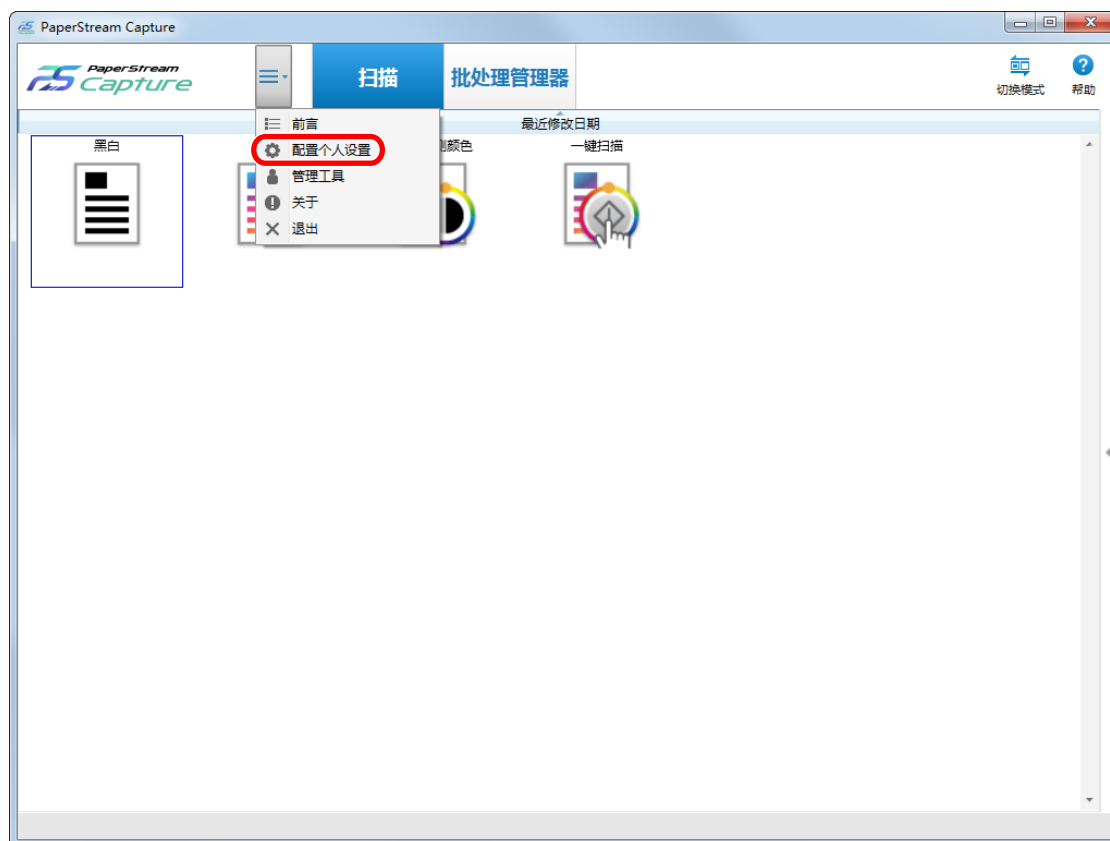 PaperStream Capture
PaperStream
Capture
扫描
批处理管理器
切换模式
帮助
最近修改日期
前言
配置个人设置
管理工具
关于
退出
黑白
颜色
一键扫描